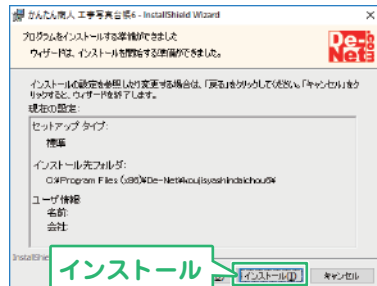 かんたん商人 工事写真台帳6 - InstallShield Wizard
プログラムをインストールする準備ができました
ウィザードは、インストールを開始する準備ができました。
De-Net
インストールの設定を参照したり変更する場合は、「戻る」をクリックしてください。「キャンセル」をクリックすると、ウィザードを終了します。
現在の設定:
セットアップ タイプ:
標準
インストール先フォルダ:
C:¥Program Files (x86)¥De-Net¥koujisyashindaichou6¥
ユーザ情報:
名前:
会社:
インストール
インストール(I)
キャンセル